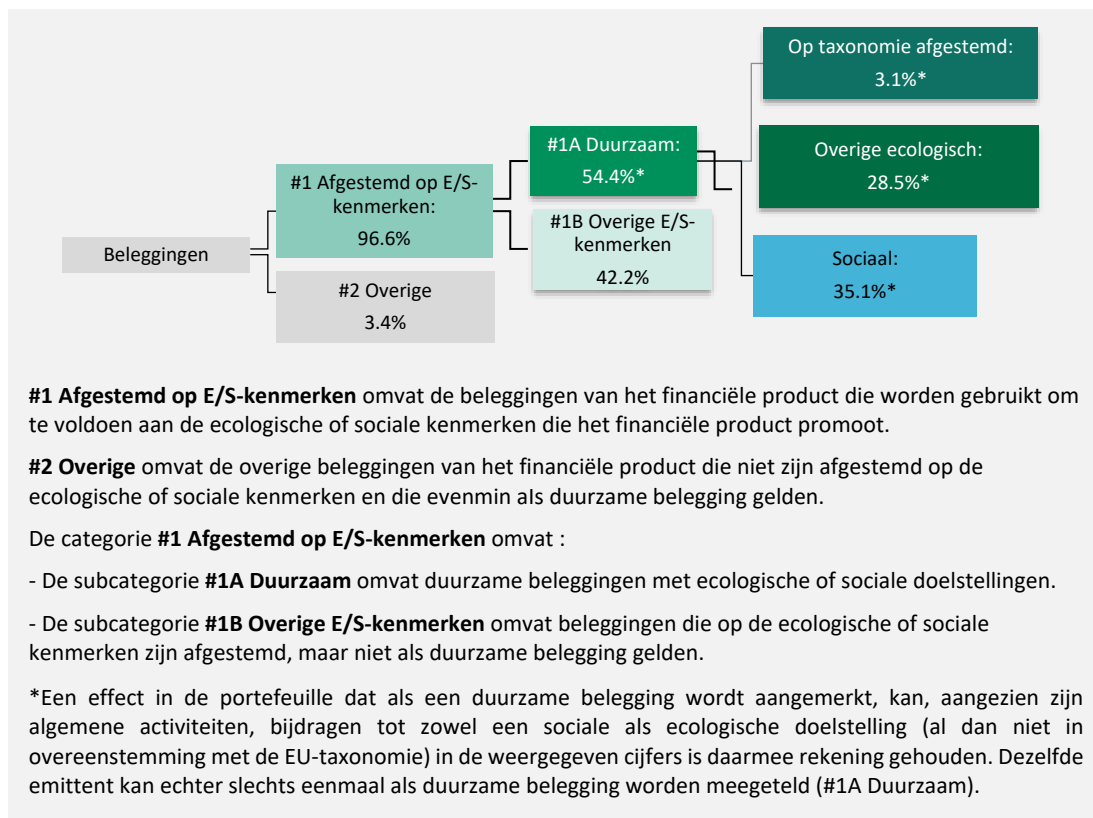 Op taxonomie afgestemd:
3.1%*
#1A Duurzaam:
54.4%*
Overige ecologisch:
28.5%*
#1 Afgestemd op E/S-
kenmerken:
96.6%
#1B Overige E/S-
kenmerken
42.2%
Beleggingen
Sociaal:
35.1%*
#2 Overige
3.4%
#1 Afgestemd op E/S-kenmerken omvat de beleggingen van het financiële product die worden gebruikt om
te voldoen aan de ecologische of sociale kenmerken die het financiële product promoot.
#2 Overige omvat de overige beleggingen van het financiële product die niet zijn afgestemd op de
ecologische of sociale kenmerken en die evenmin als duurzame belegging gelden.
De categorie #1 Afgestemd op E/S-kenmerken omvat :
- De subcategorie #1A Duurzaam omvat duurzame beleggingen met ecologische of sociale doelstellingen.
- De subcategorie #1B Overige E/S-kenmerken omvat beleggingen die op de ecologische of sociale
kenmerken zijn afgestemd, maar niet als duurzame belegging gelden.
*Een effect in de portefeuille dat als een duurzame belegging wordt aangemerkt, kan, aangezien zijn
algemene activiteiten, bijdragen tot zowel een sociale als ecologische doelstelling (al dan niet in
overeenstemming met de EU-taxonomie) in de weergegeven cijfers is daarmee rekening gehouden. Dezelfde
emittent kan echter slechts eenmaal als duurzame belegging worden meegeteld (#1A Duurzaam).